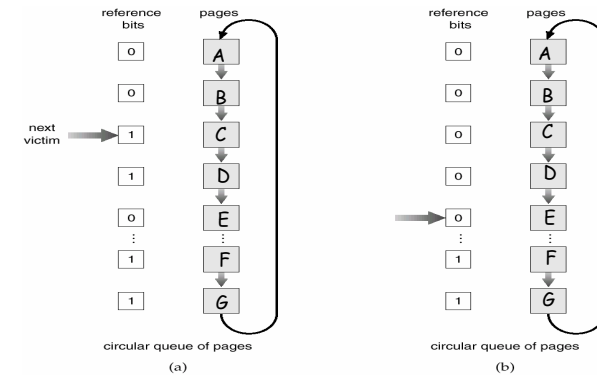 reference bits pages
0 A
0 B
next victim 1 C
1 D
0 E
⋮ ⋮
1 F
1 G
circular queue of pages
(a)
reference bits pages
0 A
0 B
0 C
0 D
0 E
⋮ ⋮
1 F
1 G
circular queue of pages
(b)